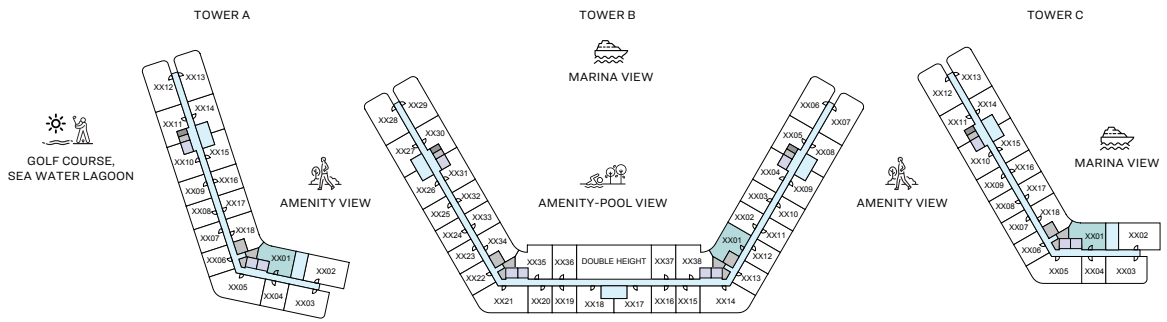 TOWER A
TOWER B
TOWER C
GOLF COURSE,
SEA WATER LAGOON
XX12
XX13
XX11
XX14
XX10
XX15
XX09
XX16
XX08
XX17
XX07
XX18
XX06
XX01
XX02
XX05
XX04
XX03
AMENITY VIEW
MARINA VIEW
AMENITY-POOL VIEW
XX28
XX29
XX27
XX30
XX26
XX31
XX25
XX32
XX24
XX33
XX23
XX34
XX22
XX35
XX36
DOUBLE HEIGHT
XX37
XX38
XX21
XX20
XX19
XX18
XX17
XX16
XX15
XX14
XX06
XX07
XX05
XX08
XX04
XX09
XX03
XX10
XX02
XX11
XX01
XX12
XX13
AMENITY VIEW
XX12
XX13
XX11
XX14
XX10
XX15
XX09
XX16
XX08
XX17
XX07
XX18
XX06
XX01
XX02
XX05
XX04
XX03
MARINA VIEW